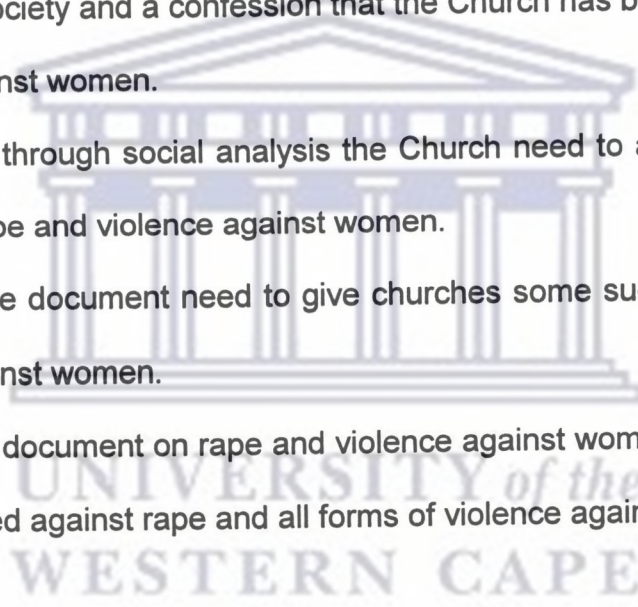 ociety and a confession that the Church has b
nst women.
through social analysis the Church need to a
pe and violence against women.
e document need to give churches some su
nst women.
document on rape and violence against wom
UNIVERSITY of the
ed against rape and all forms of violence again
WESTERN CAPE